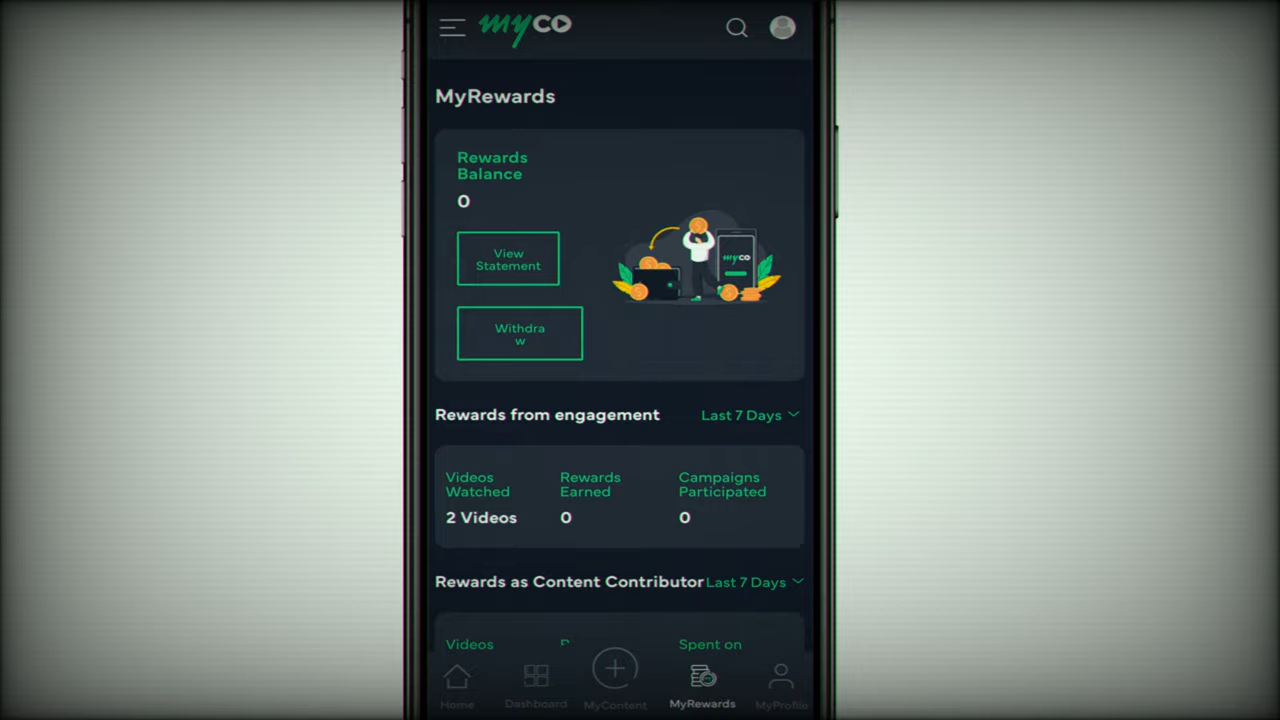 myco
MyRewards
Rewards
Balance
0
View
Statement
myco
Withdra
w
Rewards from engagement
Last 7 Days
Videos
Watched
Rewards
Earned
Campaigns
Participated
2 Videos
0
0
Rewards as Content Contributor
Last 7 Days
Videos
Spent on
Home
Dashboard
MyContent
MyRewards
MyProfile